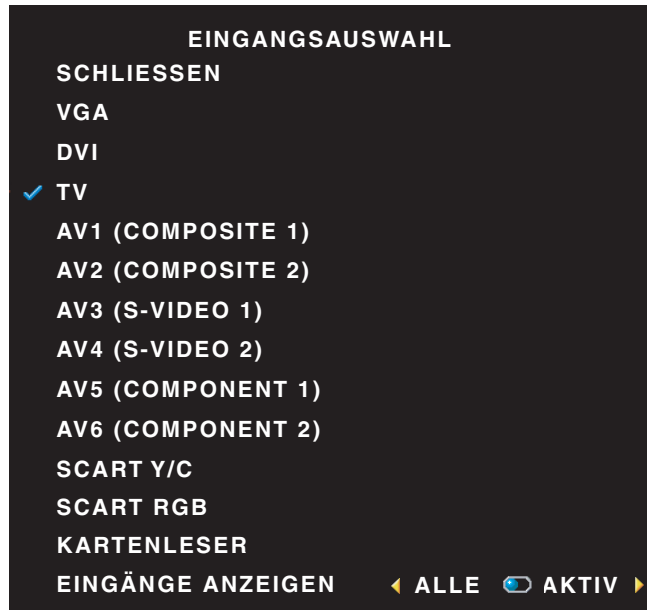 EINGANGSAUSWAHL
SCHLIESSEN
VGA
DVI
TV
AV1 (COMPOSITE 1)
AV2 (COMPOSITE 2)
AV3 (S-VIDEO 1)
AV4 (S-VIDEO 2)
AV5 (COMPONENT 1)
AV6 (COMPONENT 2)
SCART Y/C
SCART RGB
KARTENLESER
EINGÄNGE ANZEIGEN ALLE AKTIV